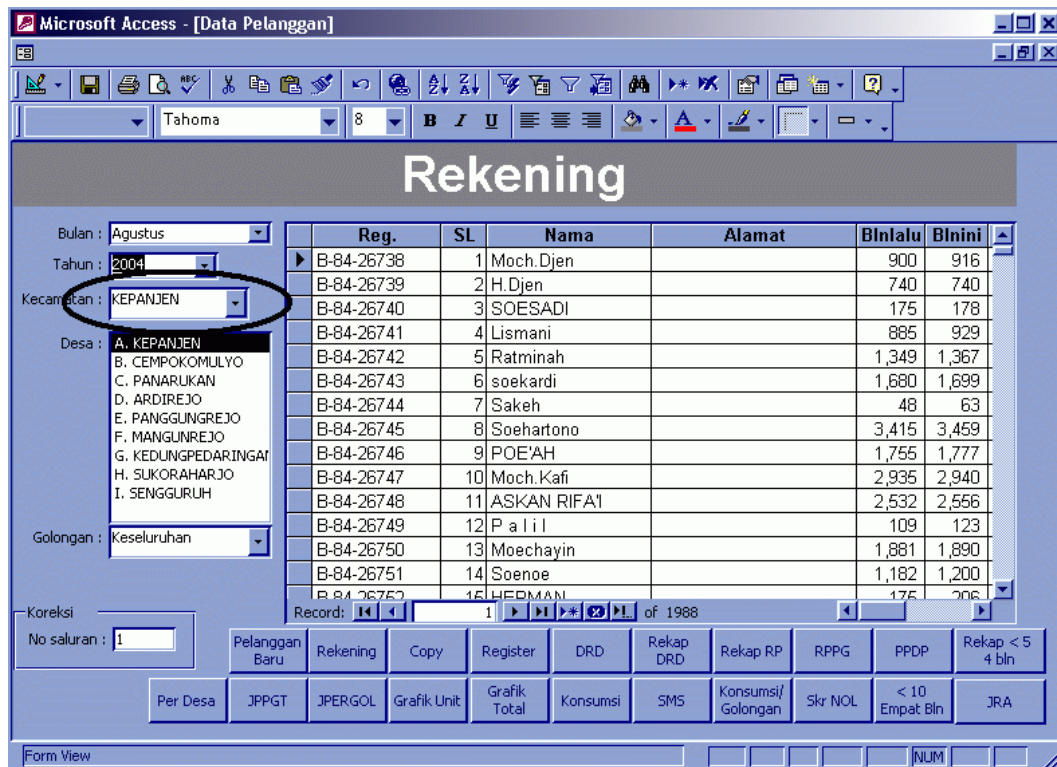 Microsoft Access - [Data Pelanggan]
Tahoma 8 B I U
Rekening
Bulan : Agustus
Tahun : 2004
Kecamatan : KEPANJEN
Desa : A. KEPANJEN
B. CEMPOKOMULYO
C. PANARUKAN
D. ARDIREJO
E. PANGGUNGREJO
F. MANGUNREJO
G. KEDUNGPEDARINGAN
H. SUKORAHARJO
I. SENGGURUH
Golongan : Keseluruhan
Koreksi
No saluran : 1
Reg. SL Nama Alamat Blnlalu Blnini
B-84-26738 1 Moch.Djen 900 916
B-84-26739 2 H.Djen 740 740
B-84-26740 3 SOESADI 175 178
B-84-26741 4 Lismani 885 929
B-84-26742 5 Ratminah 1,349 1,367
B-84-26743 6 soekardi 1,680 1,699
B-84-26744 7 Sakeh 48 63
B-84-26745 8 Soehartono 3,415 3,459
B-84-26746 9 POE'AH 1,755 1,777
B-84-26747 10 Moch.Kafi 2,935 2,940
B-84-26748 11 ASKAN RIFA'I 2,532 2,556
B-84-26749 12 P a l i l 109 123
B-84-26750 13 Moechayin 1,881 1,890
B-84-26751 14 Soenoe 1,182 1,200
B-84-26752 15 HERMAN 175 206
Record: 1 of 1988
Pelanggan Baru
Rekening
Copy
Register
DRD
Rekap DRD
Rekap RP
RPPG
PPDP
Rekap < 5 4 bln
Per Desa
JPPGT
JPERGOL
Grafik Unit
Grafik Total
Konsumsi
SMS
Konsumsi/ Golongan
Skr NOL
< 10 Empat Bln
JRA
Form View NUM